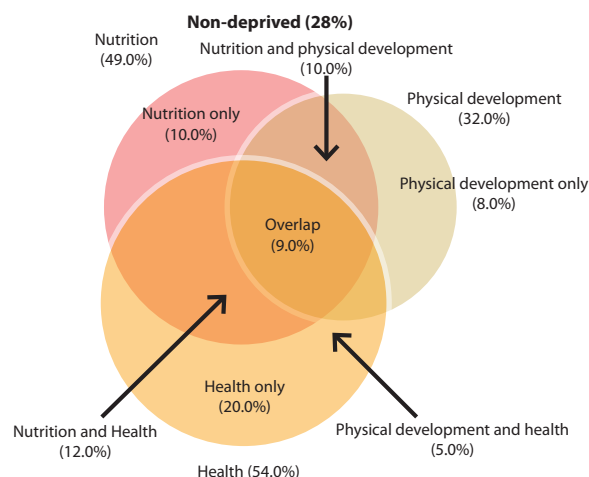 Non-deprived (28%)
Nutrition
(49.0%)
Nutrition and physical development
(10.0%)
Physical development
(32.0%)
Nutrition only
(10.0%)
Physical development only
(8.0%)
Overlap
(9.0%)
Health only
(20.0%)
Nutrition and Health
(12.0%)
Physical development and health
(5.0%)
Health (54.0%)